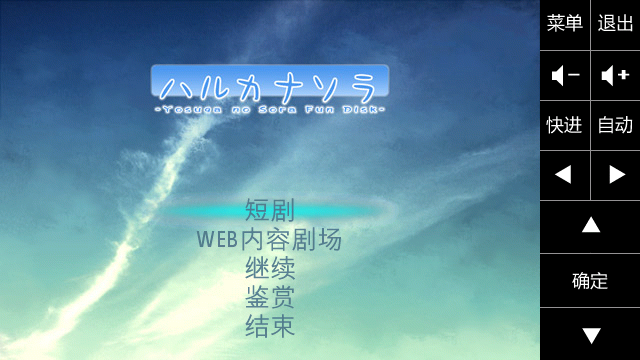 ハルカナソラ
-Yosuga no Sora Fun Disk-
短剧
WEB内容剧场
继续
鉴赏
结束
菜单 退出
快进 自动
确定